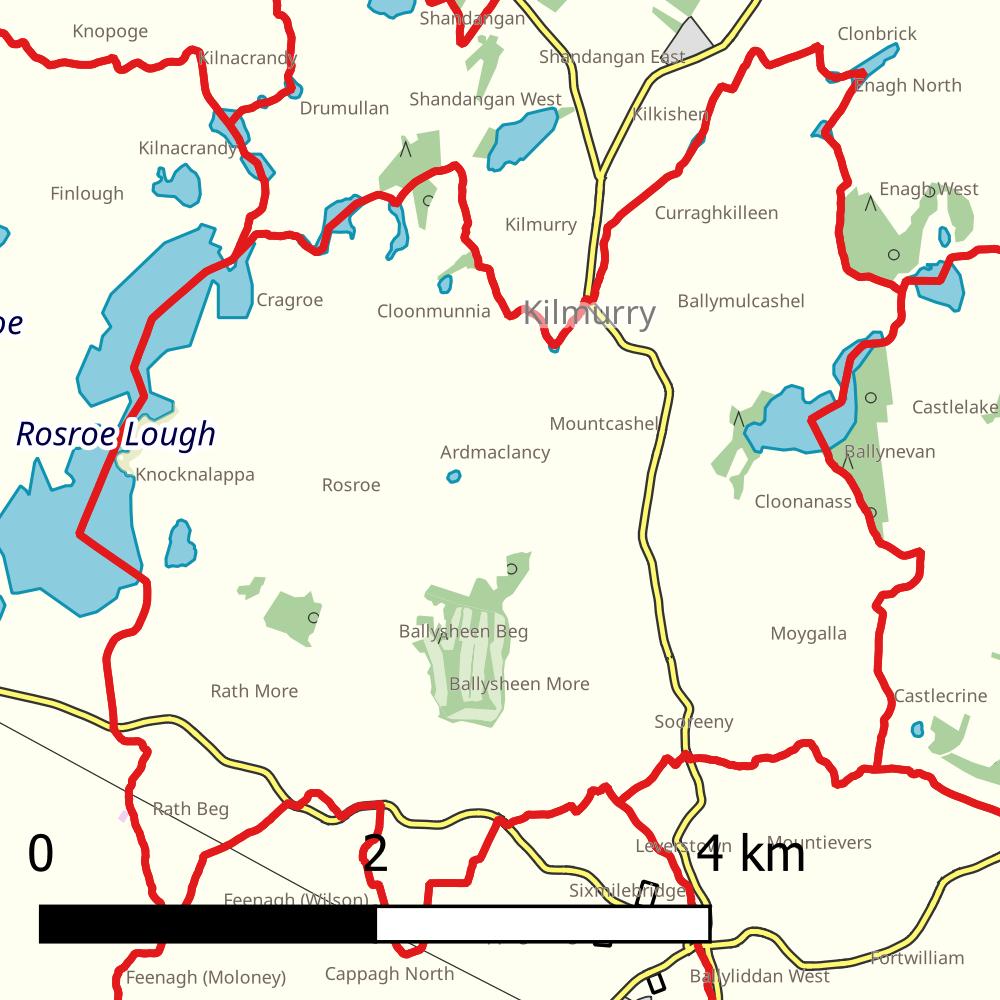 Shandangan
Knopoge
Clonbrick
Kilnacrandy
Shandangan East
Enagh North
Shandangan West
Drumullan
Kilkishen
Kilnacrandy
Finlough
Enagh West
Curraghkilleen
Kilmurry
Cragroe
Ballymulcashel
Cloonmunnia
Kilmurry
oe
Castlelake
Mountcashel
Rosroe Lough
Ardmaclancy
Ballynevan
Knocknalappa
Rosroe
Cloonanass
Ballysheen Beg
Moygalla
Ballysheen More
Rath More
Castlecrine
Sooreeny
Rath Beg
Leverstown
Mountievers
0 2 4 km
Sixmilebridge
Feenagh (Wilson)
Fortwilliam
Cappagh North
Feenagh (Moloney)
Ballyliddan West